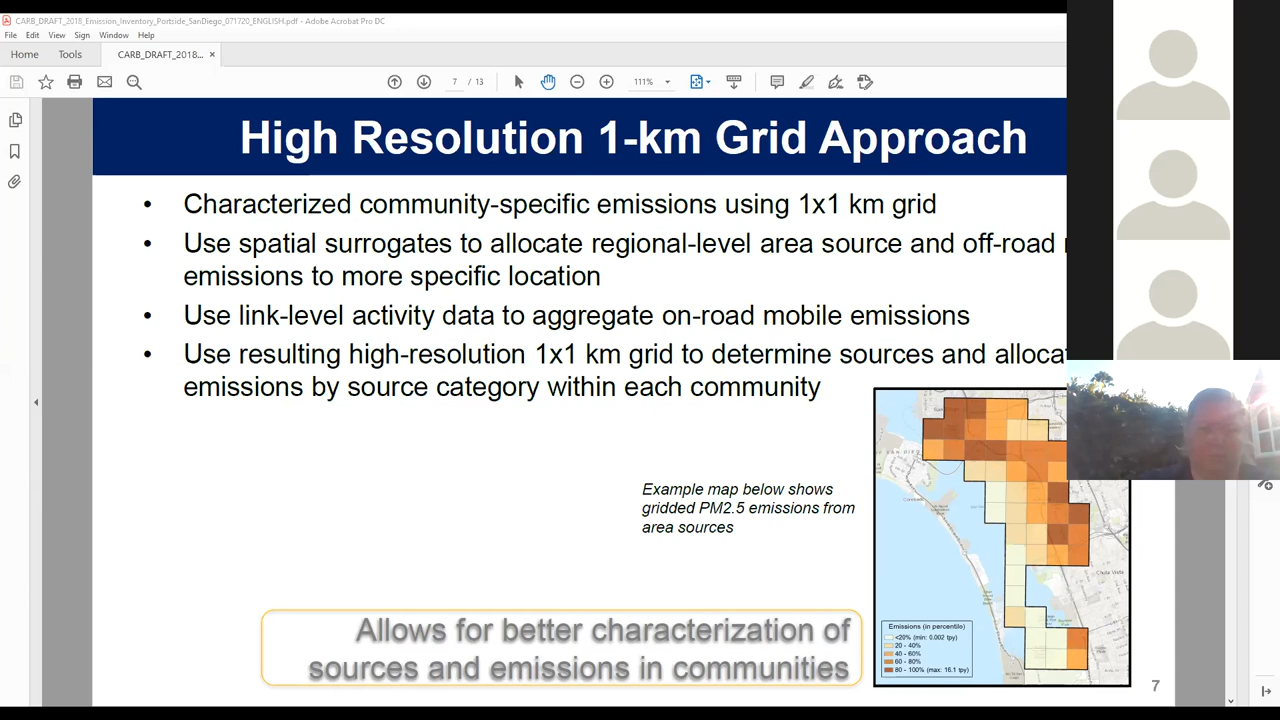 CARB_DRAFT_2018_Emission_Inventory_Portside_SanDiego_071720_ENGLISH.pdf - Adobe Acrobat Pro DC
File Edit View Sign Window Help
Home Tools CARB_DRAFT_2018... ×
7 / 13 111%
High Resolution 1-km Grid Approach
• Characterized community-specific emissions using 1x1 km grid
• Use spatial surrogates to allocate regional-level area source and off-road
emissions to more specific location
• Use link-level activity data to aggregate on-road mobile emissions
• Use resulting high-resolution 1x1 km grid to determine sources and alloca
emissions by source category within each community
Example map below shows
gridded PM2.5 emissions from
area sources
Chula Vista
Emissions (in percentile)
<20% (min: 0.002 tpy)
20 - 40%
40 - 60%
60 - 80%
80 - 100% (max: 16.1 tpy)
Allows for better characterization of
sources and emissions in communities
7